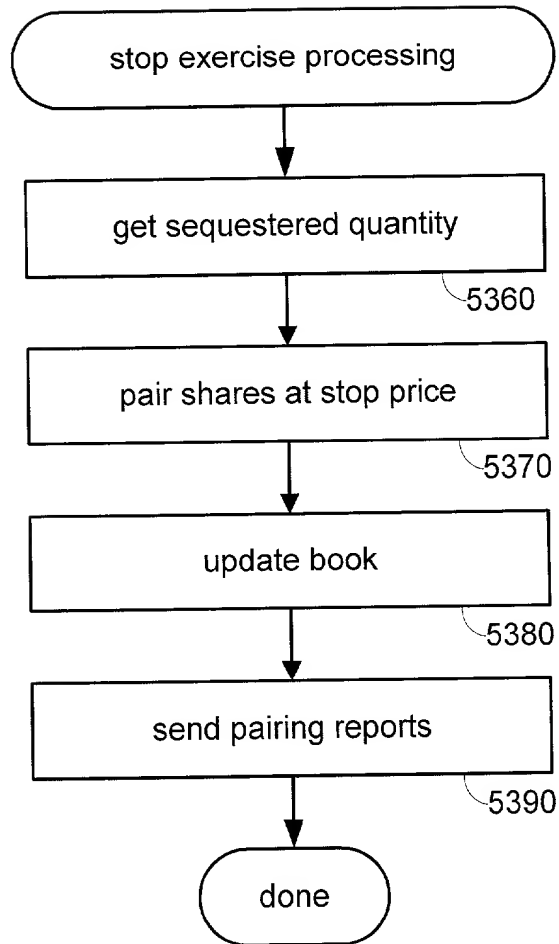 stop exercise processing
get sequestered quantity
5360
pair shares at stop price
5370
update book
5380
send pairing reports
5390
done